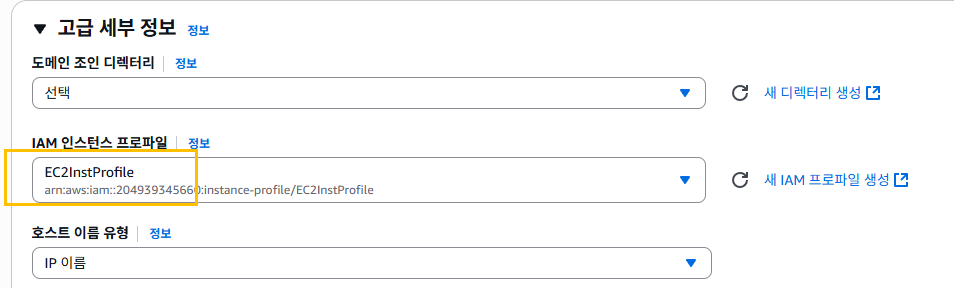 고급 세부 정보 정보
도메인 조인 디렉터리 정보
선택 새 디렉터리 생성
IAM 인스턴스 프로파일 정보
EC2InstProfile
arn:aws:iam::204939345660:instance-profile/EC2InstProfile
새 IAM 프로파일 생성
호스트 이름 유형 정보
IP 이름